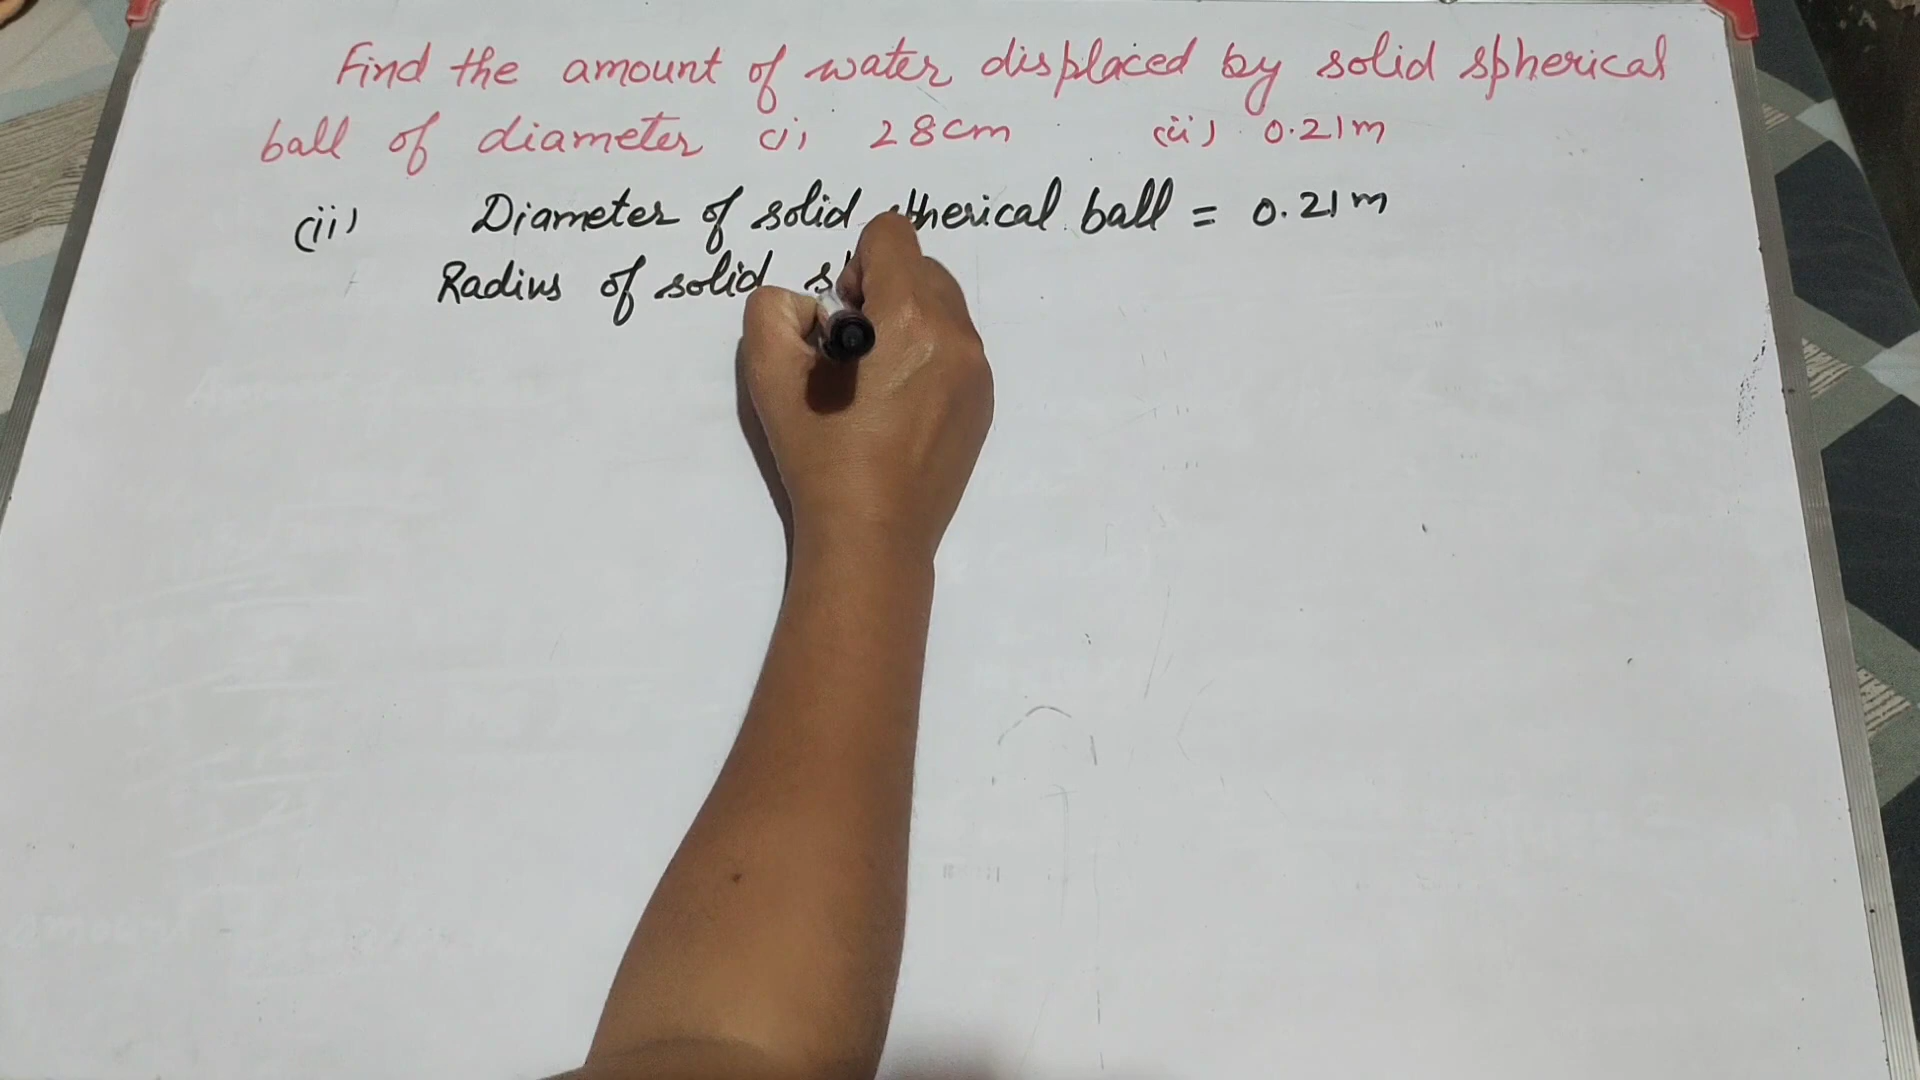 Find the amount of water displaced by solid spherical
ball of diameter (i) 28cm (ii) 0.21m
(ii) Diameter of solid spherical ball = 0.21m
Radius of solid